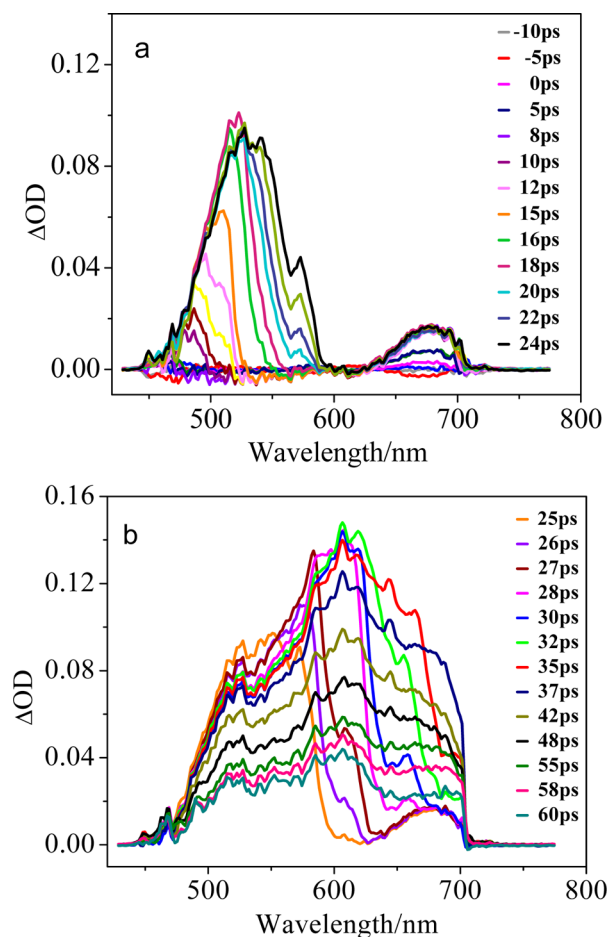 a
0.12
0.08
0.04
0.00
ΔOD
500
600
700
800
Wavelength/nm
-10ps
-5ps
0ps
5ps
8ps
10ps
12ps
15ps
16ps
18ps
20ps
22ps
24ps
b
0.16
0.12
0.08
0.04
0.00
ΔOD
500
600
700
800
Wavelength/nm
25ps
26ps
27ps
28ps
30ps
32ps
35ps
37ps
42ps
48ps
55ps
58ps
60ps